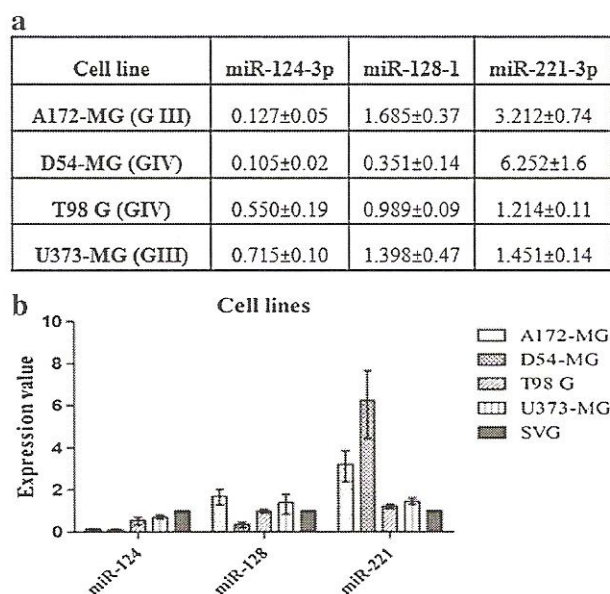 a
Cell line miR-124-3p miR-128-1 miR-221-3p
A172-MG (G III) 0.127±0.05 1.685±0.37 3.212±0.74
D54-MG (GIV) 0.105±0.02 0.351±0.14 6.252±1.6
T98 G (GIV) 0.550±0.19 0.989±0.09 1.214±0.11
U373-MG (GIII) 0.715±0.10 1.398±0.47 1.451±0.14
b
Cell lines
Expression value
10
8
6
4
2
0
miR-124
miR-128
miR-221
A172-MG
D54-MG
T98 G
U373-MG
SVG